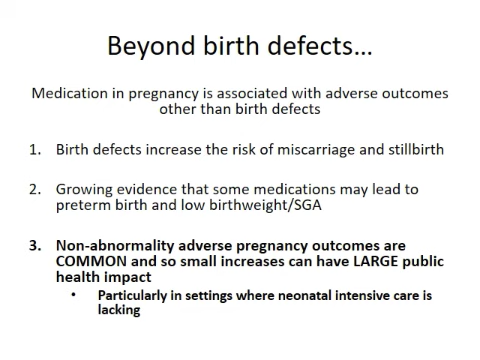 Beyond birth defects…
Medication in pregnancy is associated with adverse outcomes
other than birth defects
1. Birth defects increase the risk of miscarriage and stillbirth
2. Growing evidence that some medications may lead to
preterm birth and low birthweight/SGA
3. Non-abnormality adverse pregnancy outcomes are
COMMON and so small increases can have LARGE public
health impact
• Particularly in settings where neonatal intensive care is
lacking